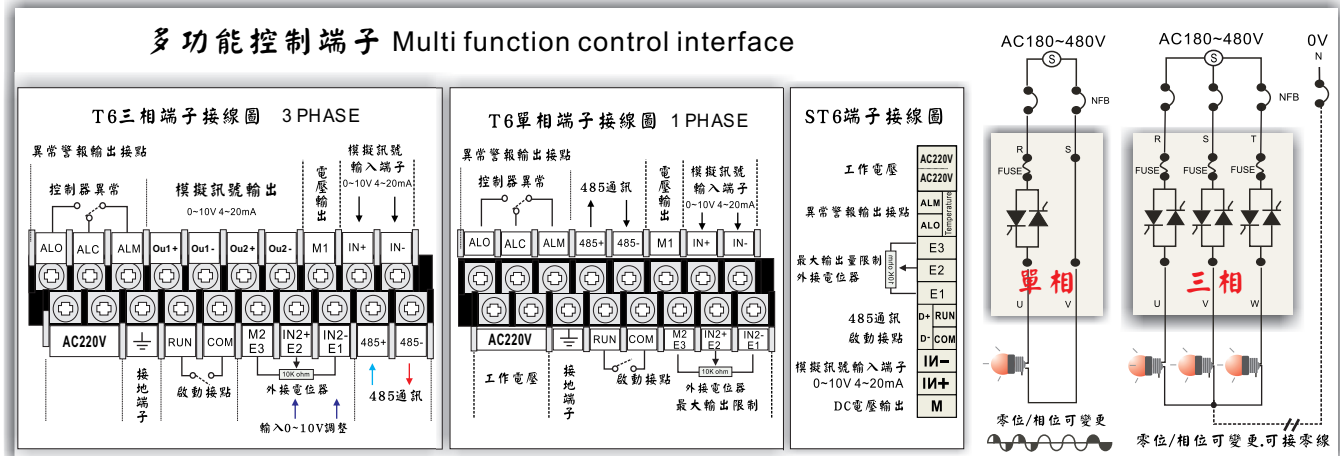 多功能控制端子 Multi function control interface
T6三相端子接線圖 3 PHASE
異常警報輸出接點
控制器異常
模擬訊號輸出
0~10V 4~20mA
電壓輸出
模擬訊號
輸入端子
0~10V 4~20mA
ALO ALC ALM Ou1+ Ou1- Ou2+ Ou2- M1 IN+ IN-
AC220V RUN COM M2 E3 IN2+ E2 IN2- E1 485+ 485-
接地端子
啟動接點
10K ohm
外接電位器
輸入0~10V調整
485通訊
T6單相端子接線圖 1 PHASE
異常警報輸出接點
控制器異常
485通訊
電壓輸出
模擬訊號
輸入端子
0~10V 4~20mA
ALO ALC ALM 485+ 485- M1 IN+ IN-
AC220V RUN COM M2 E3 IN2+ E2 IN2- E1
工作電壓
接地端子
啟動接點
10K ohm
外接電位器
最大輸出限制
ST6端子接線圖
工作電壓
AC220V
AC220V
異常警報輸出接點
ALM
ALO
Temperature
最大輸出量限制
外接電位器
10K ohm
E3
E2
E1
485通訊
D+ RUN
啟動接點
D- COM
模擬訊號輸入端子
0~10V 4~20mA
IN-
IN+
DC電壓輸出
M
AC180~480V
S
NFB
R S
FUSE
單相
U V
零位/相位可變更
AC180~480V
S
0V
N
NFB
R S T
FUSE FUSE FUSE
三相
U V W
零位/相位可變更.可接零線